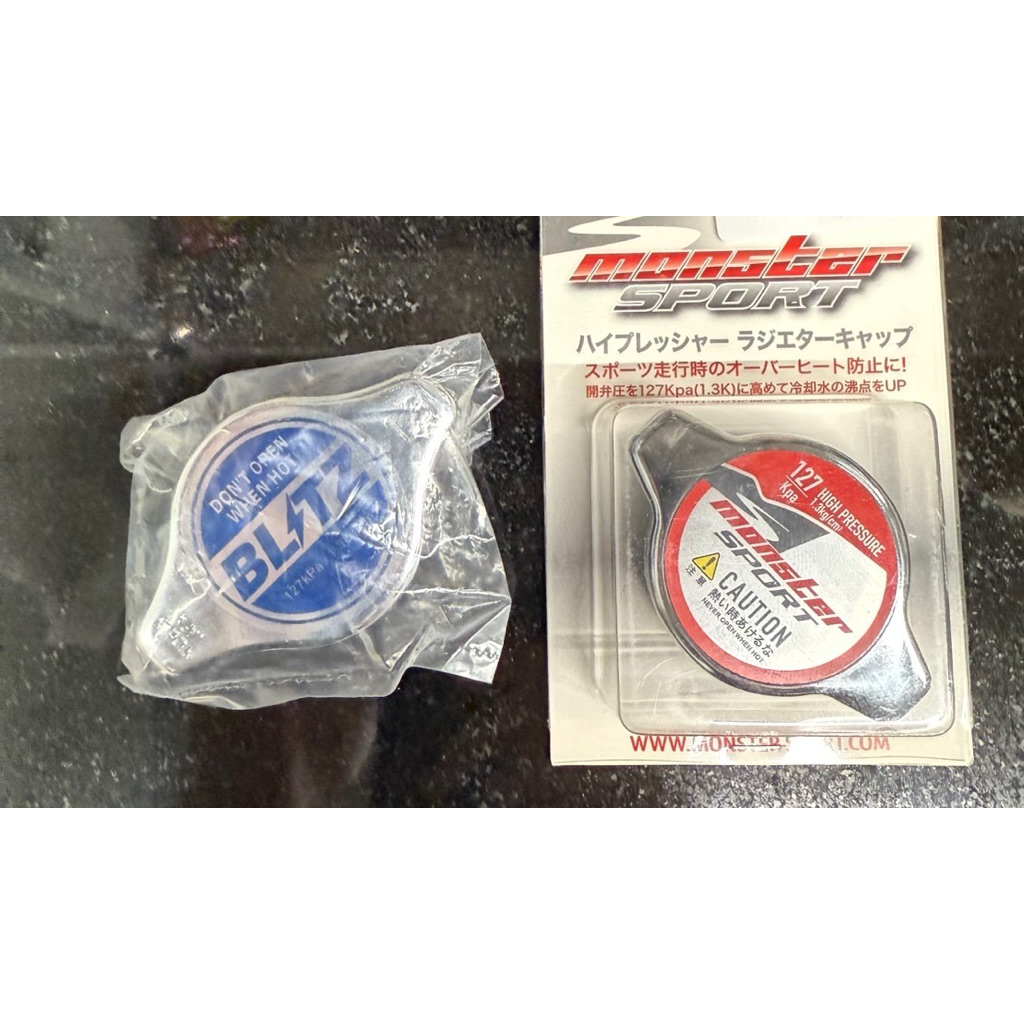 DON'T OPEN
WHEN HOT
BLITZ
127kPa
monster
SPORT
ハイプレッシャー ラジエターキャップ
スポーツ走行時のオーバーヒート防止に!
開弁圧を127Kpa(1.3K)に高めて冷却水の沸点をUP
127 HIGH PRESSURE
Kpa 1.3kg/cm²
monster
SPORT
CAUTION
注意 熱い時あけるな
NEVER OPEN WHEN HOT.
WWW.MONSTER-SPORT.COM